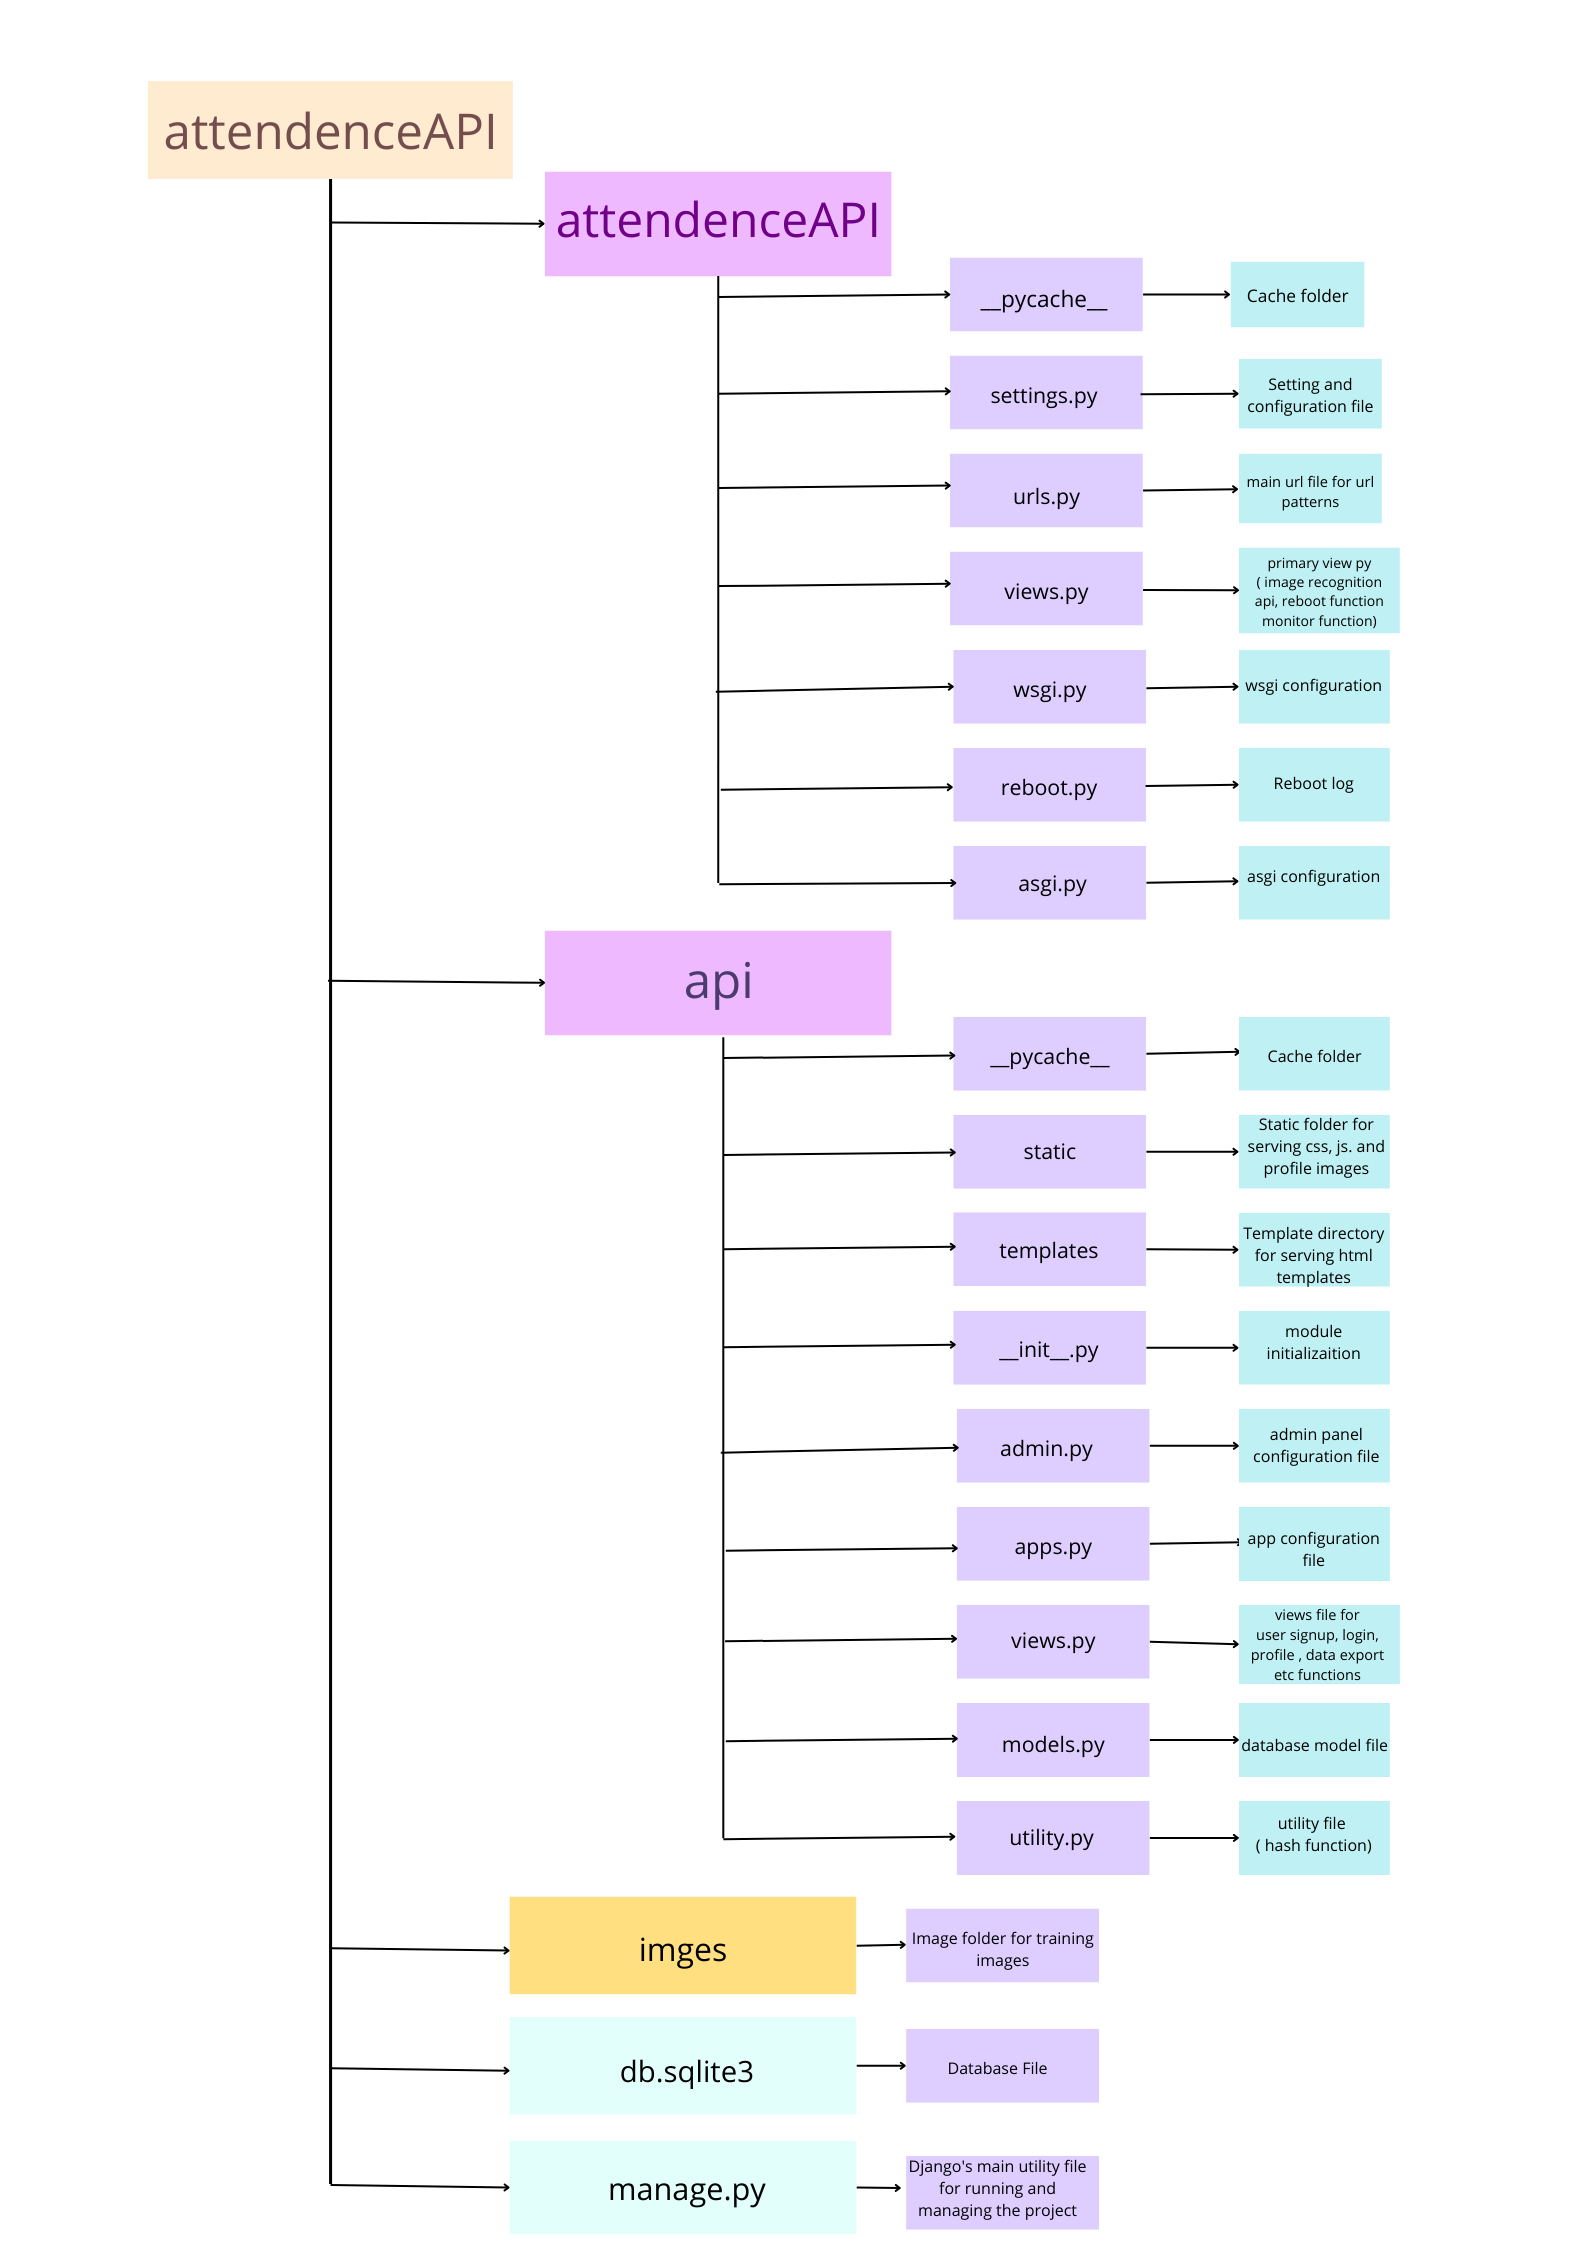 attendenceAPI
attendenceAPI
__pycache__
Cache folder
settings.py
Setting and
configuration file
urls.py
main url file for url
patterns
views.py
primary view py
( image recognition
api, reboot function
monitor function)
wsgi.py
wsgi configuration
reboot.py
Reboot log
asgi.py
asgi configuration
api
__pycache__
Cache folder
static
Static folder for
serving css, js. and
profile images
templates
Template directory
for serving html
templates
__init__.py
module
initializaition
admin.py
admin panel
configuration file
apps.py
app configuration
file
views.py
views file for
user signup, login,
profile , data export
etc functions
models.py
database model file
utility.py
utility file
( hash function)
imges
Image folder for training
images
db.sqlite3
Database File
manage.py
Django's main utility file
for running and
managing the project